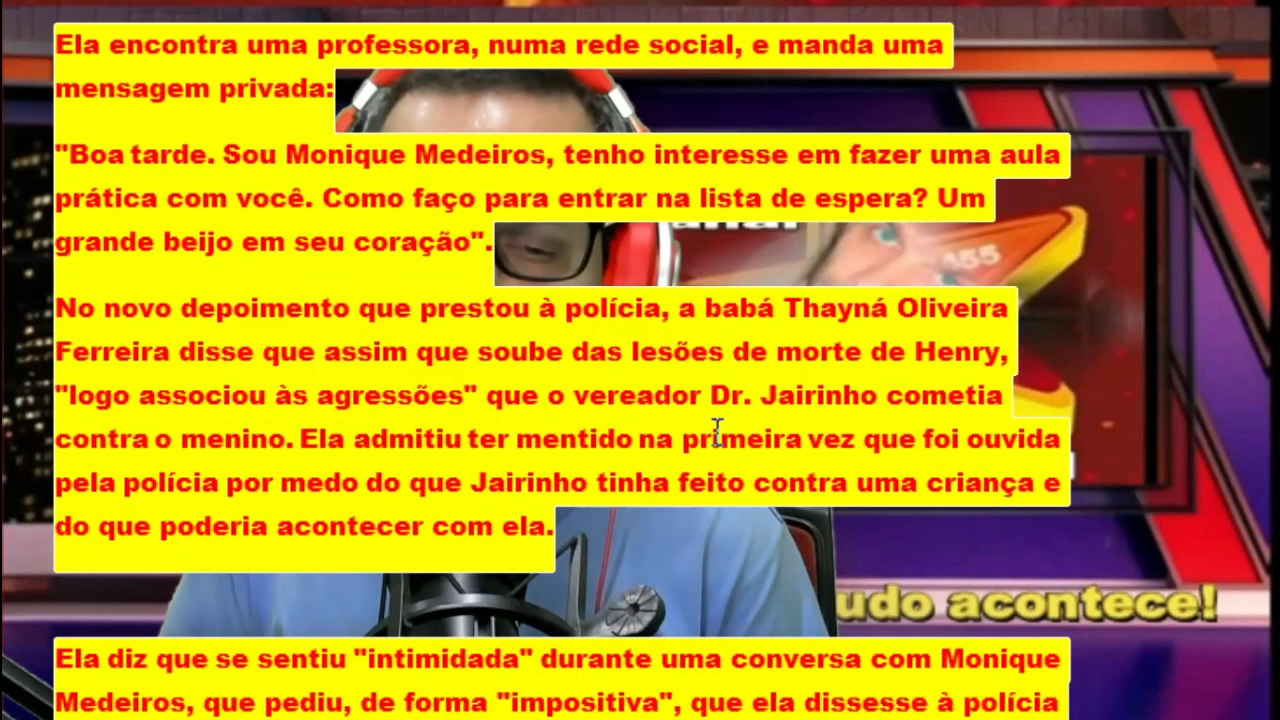 Ela encontra uma professora, numa rede social, e manda uma
mensagem privada:
"Boa tarde. Sou Monique Medeiros, tenho interesse em fazer uma aula
prática com você. Como faço para entrar na lista de espera? Um
grande beijo em seu coração".
155
No novo depoimento que prestou à polícia, a babá Thayná Oliveira
Ferreira disse que assim que soube das lesões de morte de Henry,
"logo associou às agressões" que o vereador Dr. Jairinho cometia
contra o menino. Ela admitiu ter mentido na primeira vez que foi ouvida
pela polícia por medo do que Jairinho tinha feito contra uma criança e
do que poderia acontecer com ela.
udo acontece!
Ela diz que se sentiu "intimidada" durante uma conversa com Monique
Medeiros, que pediu, de forma "impositiva", que ela dissesse à polícia